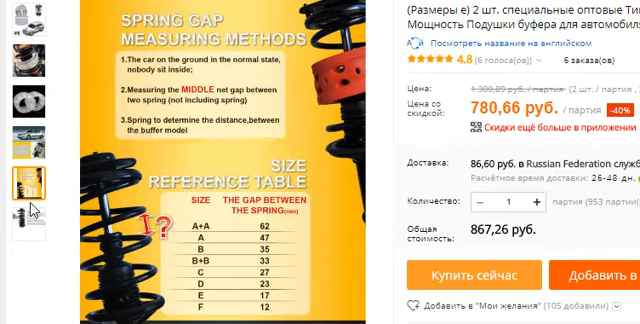 SPRING GAP
MEASURING METHODS
1.The car on the ground in the normal state,
nobody sit inside;
2.Measuring the MIDDLE net gap between
two spring (not including spring)
3.Spring to determine the distance,between
the buffer model
SIZE
REFERENCE TABLE
SIZE THE GAP BETWEEN
THE SPRING(mm)
?
A+A 62
A 47
B 35
B+B 33
C 27
D 23
E 17
F 12
(Размеры e) 2 шт. специальные оптовые
Мощность Подушки буфера для автомобил
Посмотреть название на английском
4.8 (6 голоса(ов)) 6 заказ(ов)
Цена: 1 300,89 руб. / партия (2 шт. / партия ,
Цена со
скидкой: 780,66 руб. / партия -40%
Скидки ещё больше в приложении
Доставка: 86,60 руб. в Russian Federation служб
Расчётное время доставки: 26-48 дн.
Количество: – 1 + партия (953 партии(
Общая
стоимость: 867,26 руб.
Купить сейчас Добавить в
Добавить в "Мои желания" (105 добавили)